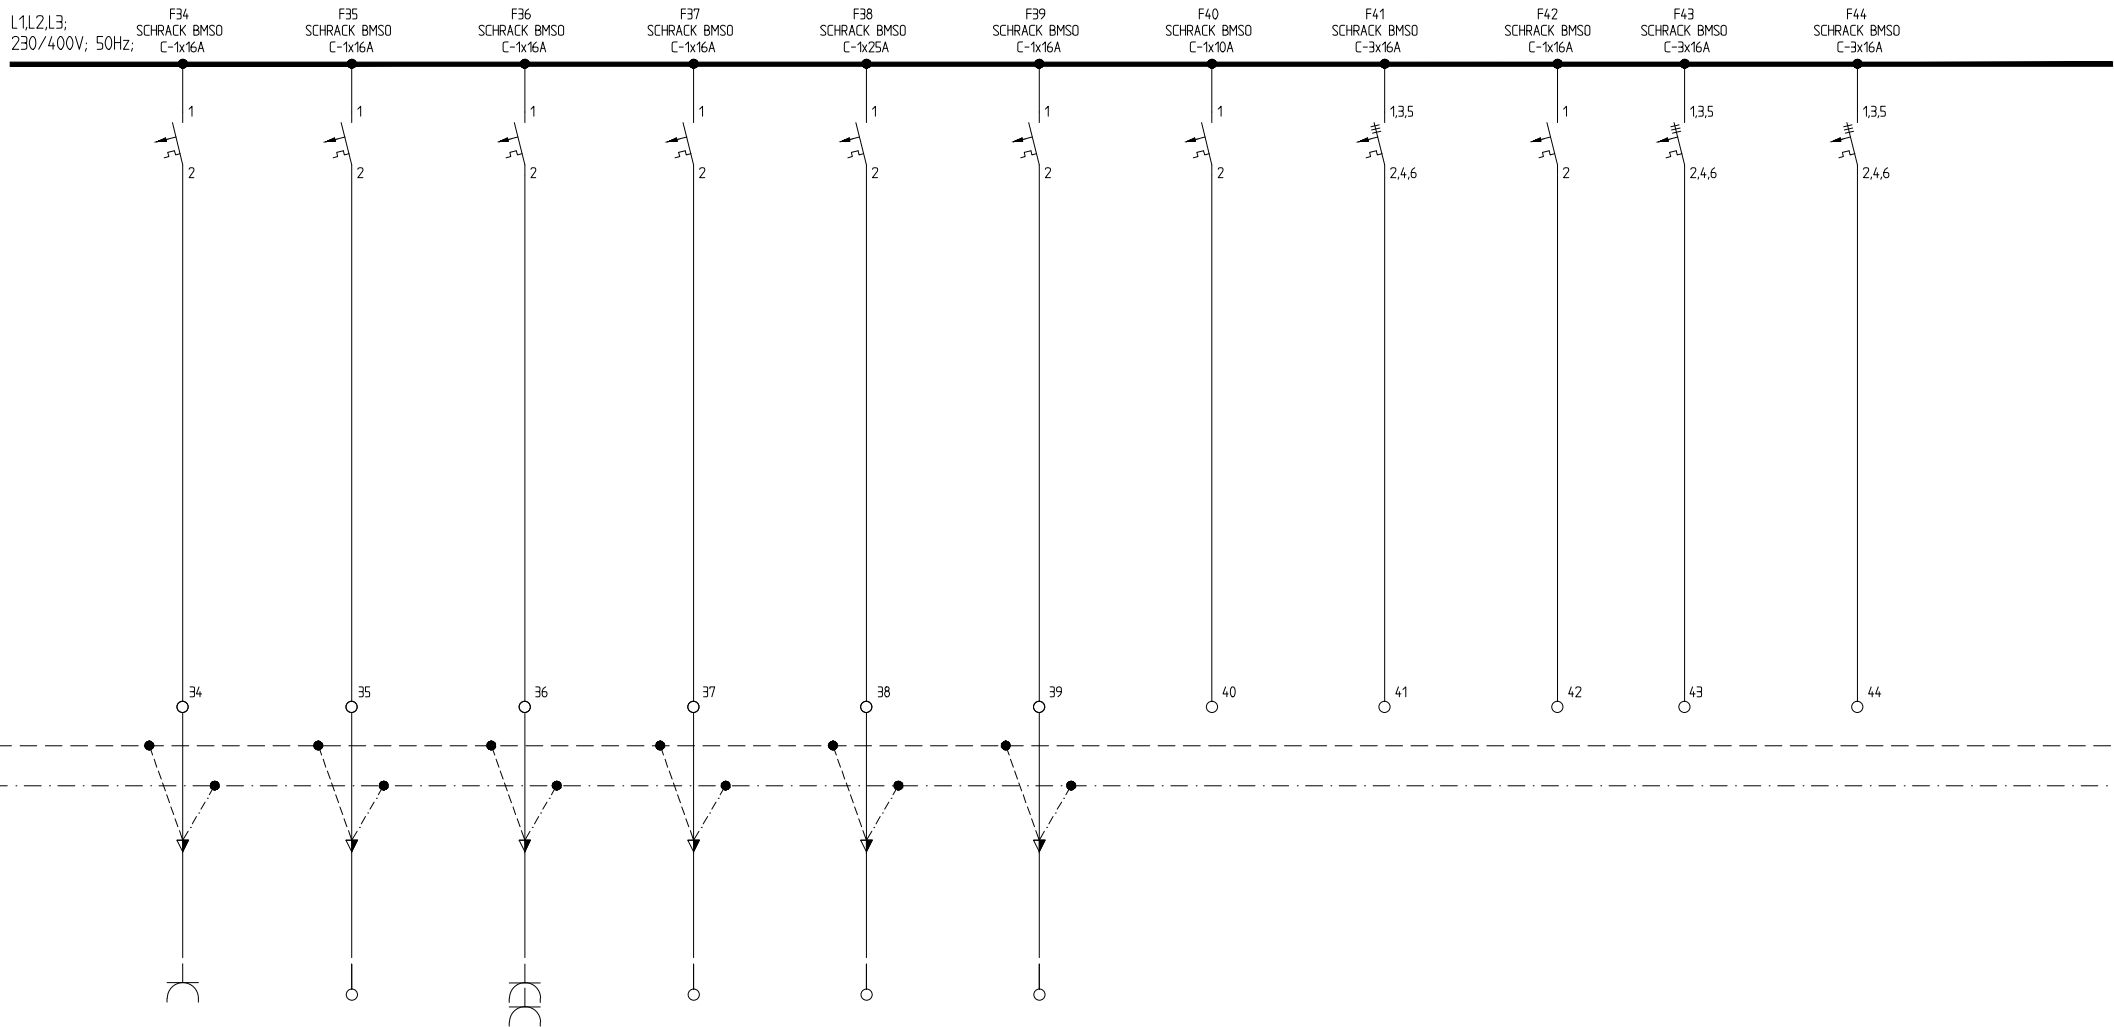 L1,L2,L3;
230/400V; 50Hz;
F34
SCHRACK BMS0
C-1x16A
F35
SCHRACK BMS0
C-1x16A
F36
SCHRACK BMS0
C-1x16A
F37
SCHRACK BMS0
C-1x16A
F38
SCHRACK BMS0
C-1x25A
F39
SCHRACK BMS0
C-1x16A
F40
SCHRACK BMS0
C-1x10A
F41
SCHRACK BMS0
C-3x16A
F42
SCHRACK BMS0
C-1x16A
F43
SCHRACK BMS0
C-3x16A
F44
SCHRACK BMS0
C-3x16A
1
1
1
1
1
1
1
1,3,5
1
1,3,5
1,3,5
2
2
2
2
2
2
2
2,4,6
2
2,4,6
2,4,6
34
35
36
37
38
39
40
41
42
43
44